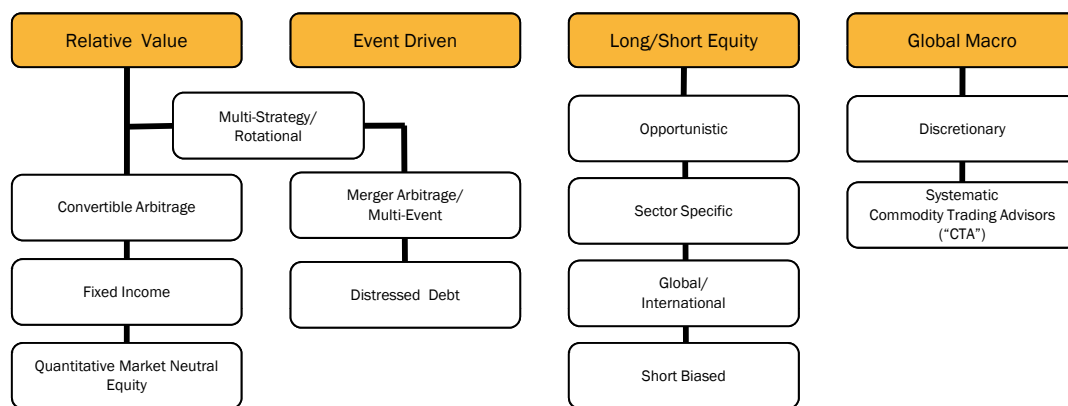 Relative Value
Event Driven
Long/Short Equity
Global Macro
Multi-Strategy/
Rotational
Opportunistic
Discretionary
Convertible Arbitrage
Merger Arbitrage/
Multi-Event
Sector Specific
Systematic
Commodity Trading Advisors
(“CTA”)
Fixed Income
Distressed Debt
Global/
International
Quantitative Market Neutral
Equity
Short Biased